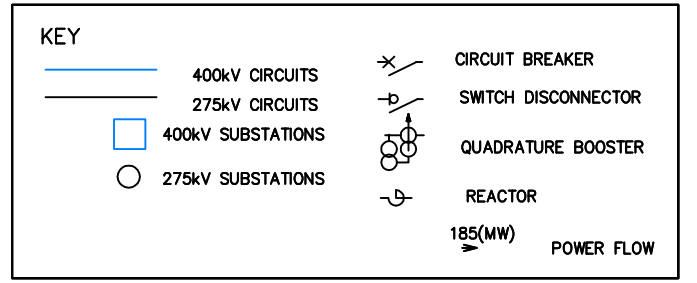 KEY
400kV CIRCUITS
275kV CIRCUITS
400kV SUBSTATIONS
275kV SUBSTATIONS
CIRCUIT BREAKER
SWITCH DISCONNECTOR
QUADRATURE BOOSTER
REACTOR
185(MW)
POWER FLOW